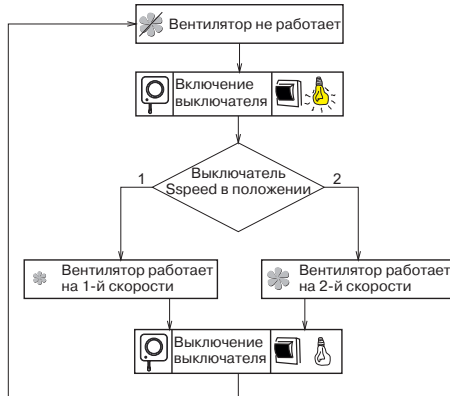 Вентилятор не работает
Включение
выключателя
Выключатель
Sspeed в положении
1
2
Вентилятор работает
на 1-й скорости
Вентилятор работает
на 2-й скорости
Выключение
выключателя